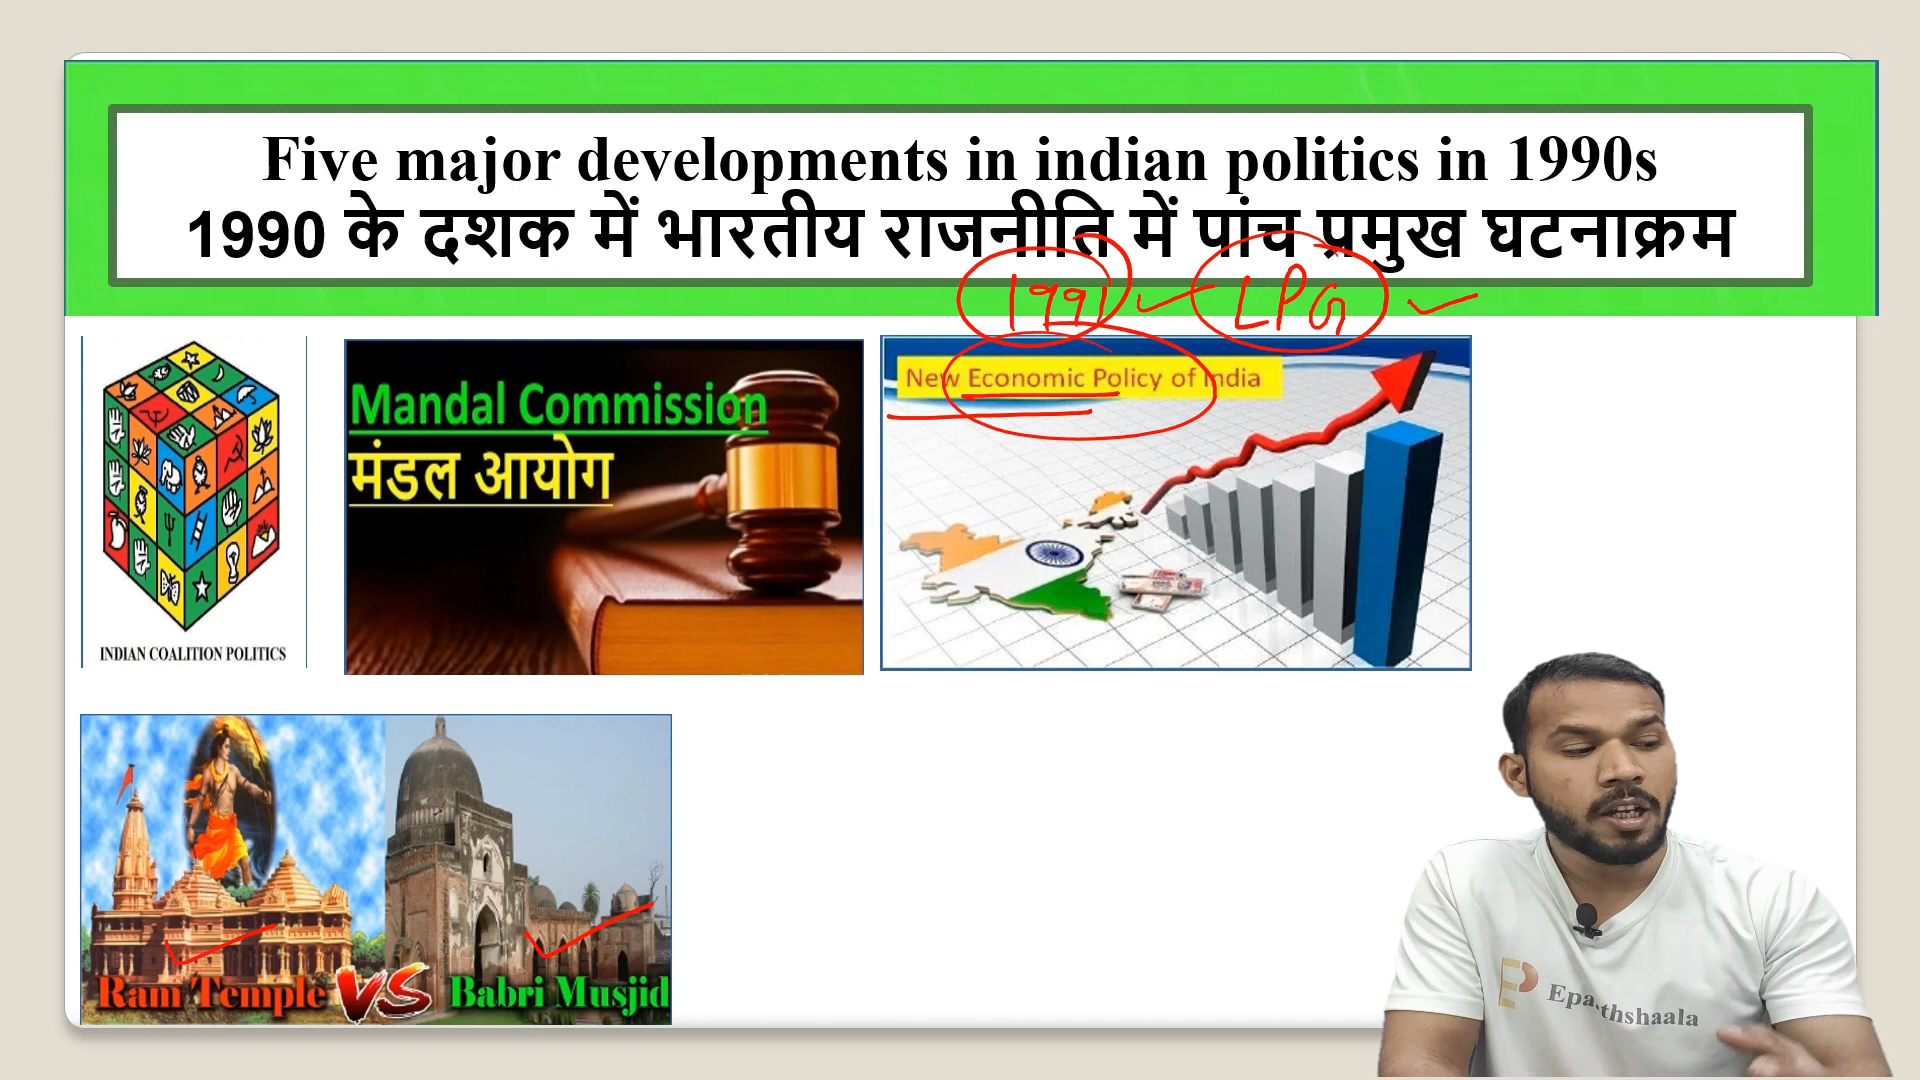 Five major developments in indian politics in 1990s
1990 के दशक में भारतीय राजनीति में पांच प्रमुख घटनाक्रम
1991 LPG
Mandal Commission
मंडल आयोग
New Economic Policy of India
INDIAN COALITION POLITICS
Ram Temple VS Babri Musjid
EP Epathshaala